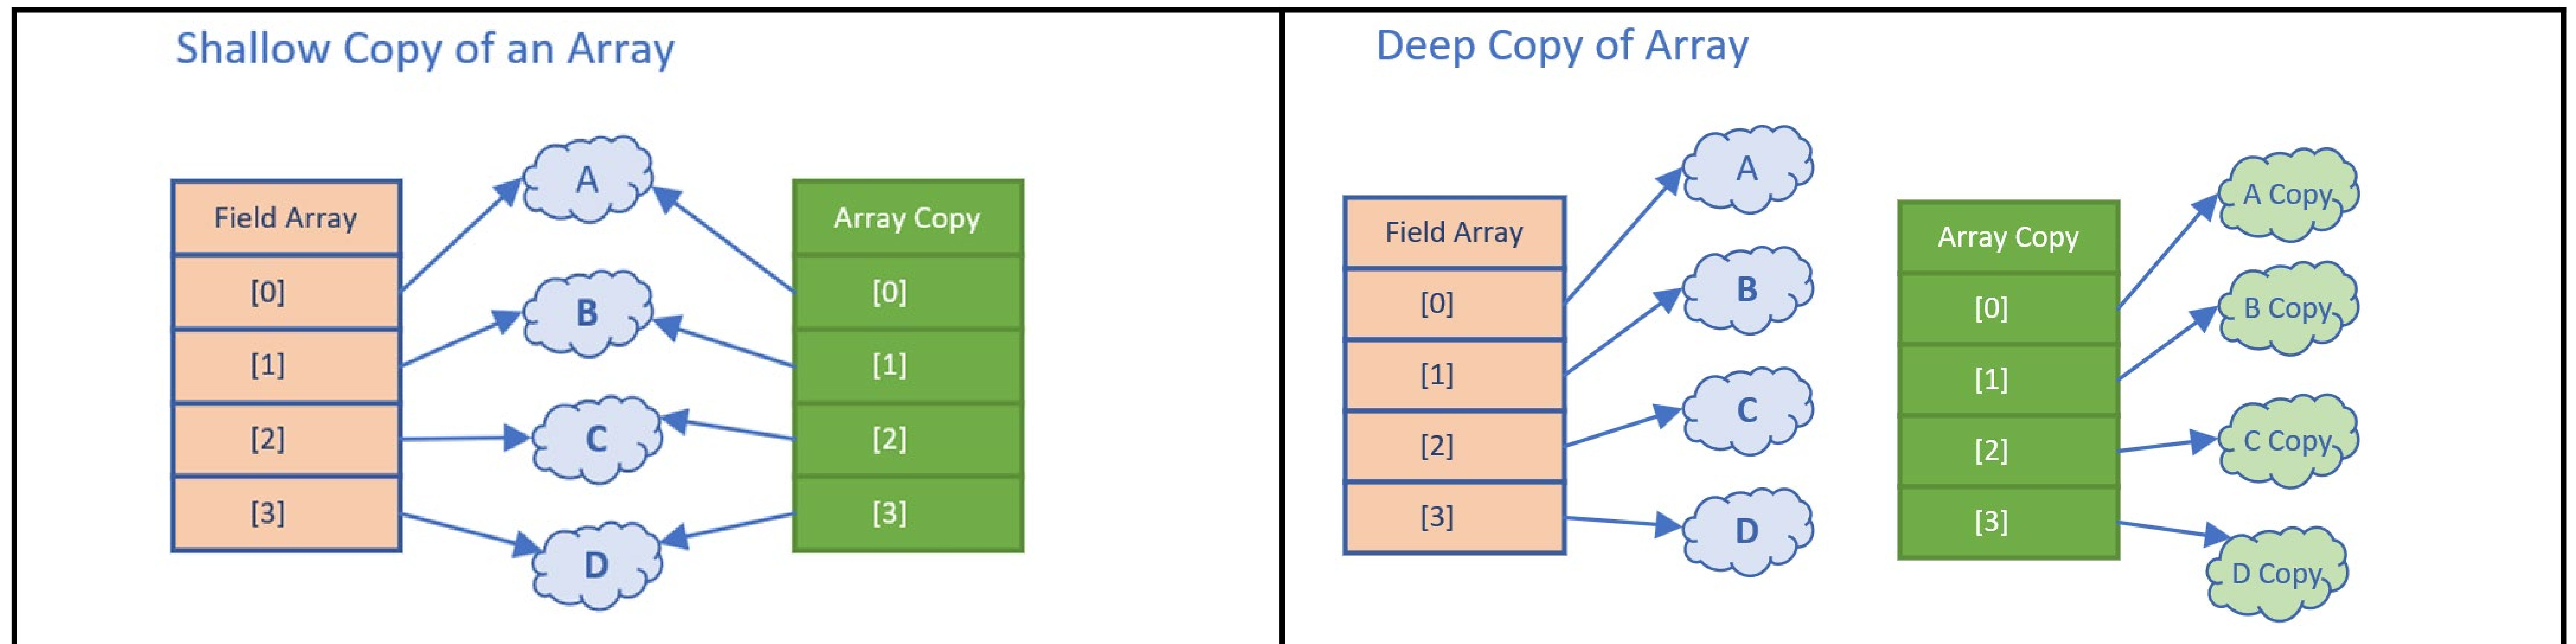 Shallow Copy of an Array
Field Array
[0]
[1]
[2]
[3]
A
B
C
D
Array Copy
[0]
[1]
[2]
[3]
Deep Copy of Array
Field Array
[0]
[1]
[2]
[3]
A
B
C
D
Array Copy
[0]
[1]
[2]
[3]
A Copy
B Copy
C Copy
D Copy